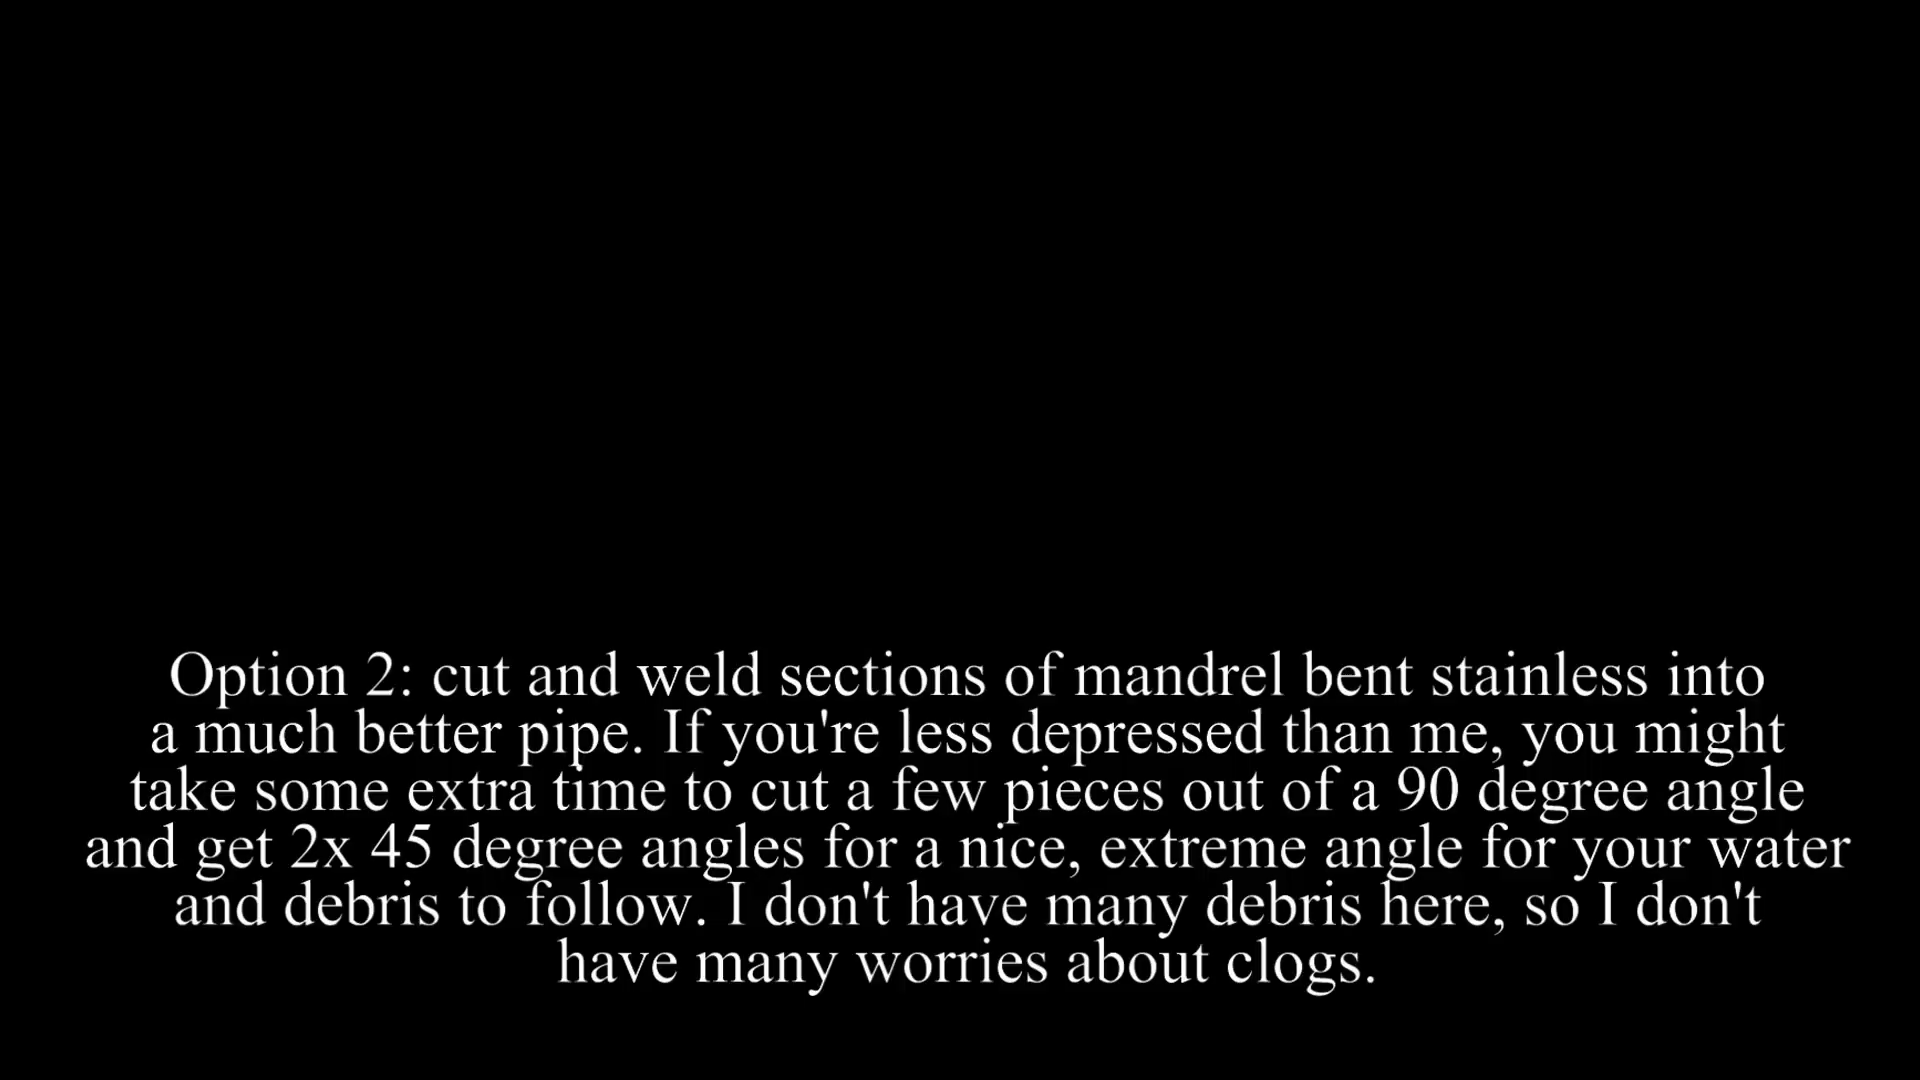 Option 2: cut and weld sections of mandrel bent stainless into
a much better pipe. If you're less depressed than me, you might
take some extra time to cut a few pieces out of a 90 degree angle
and get 2x 45 degree angles for a nice, extreme angle for your water
and debris to follow. I don't have many debris here, so I don't
have many worries about clogs.